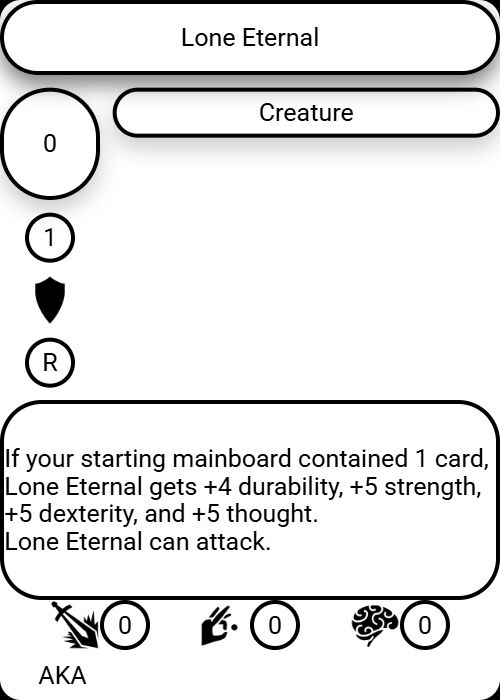 Lone Eternal
Creature
0
1
R
If your starting mainboard contained 1 card,
Lone Eternal gets +4 durability, +5 strength,
+5 dexterity, and +5 thought.
Lone Eternal can attack.
0 0 0
AKA